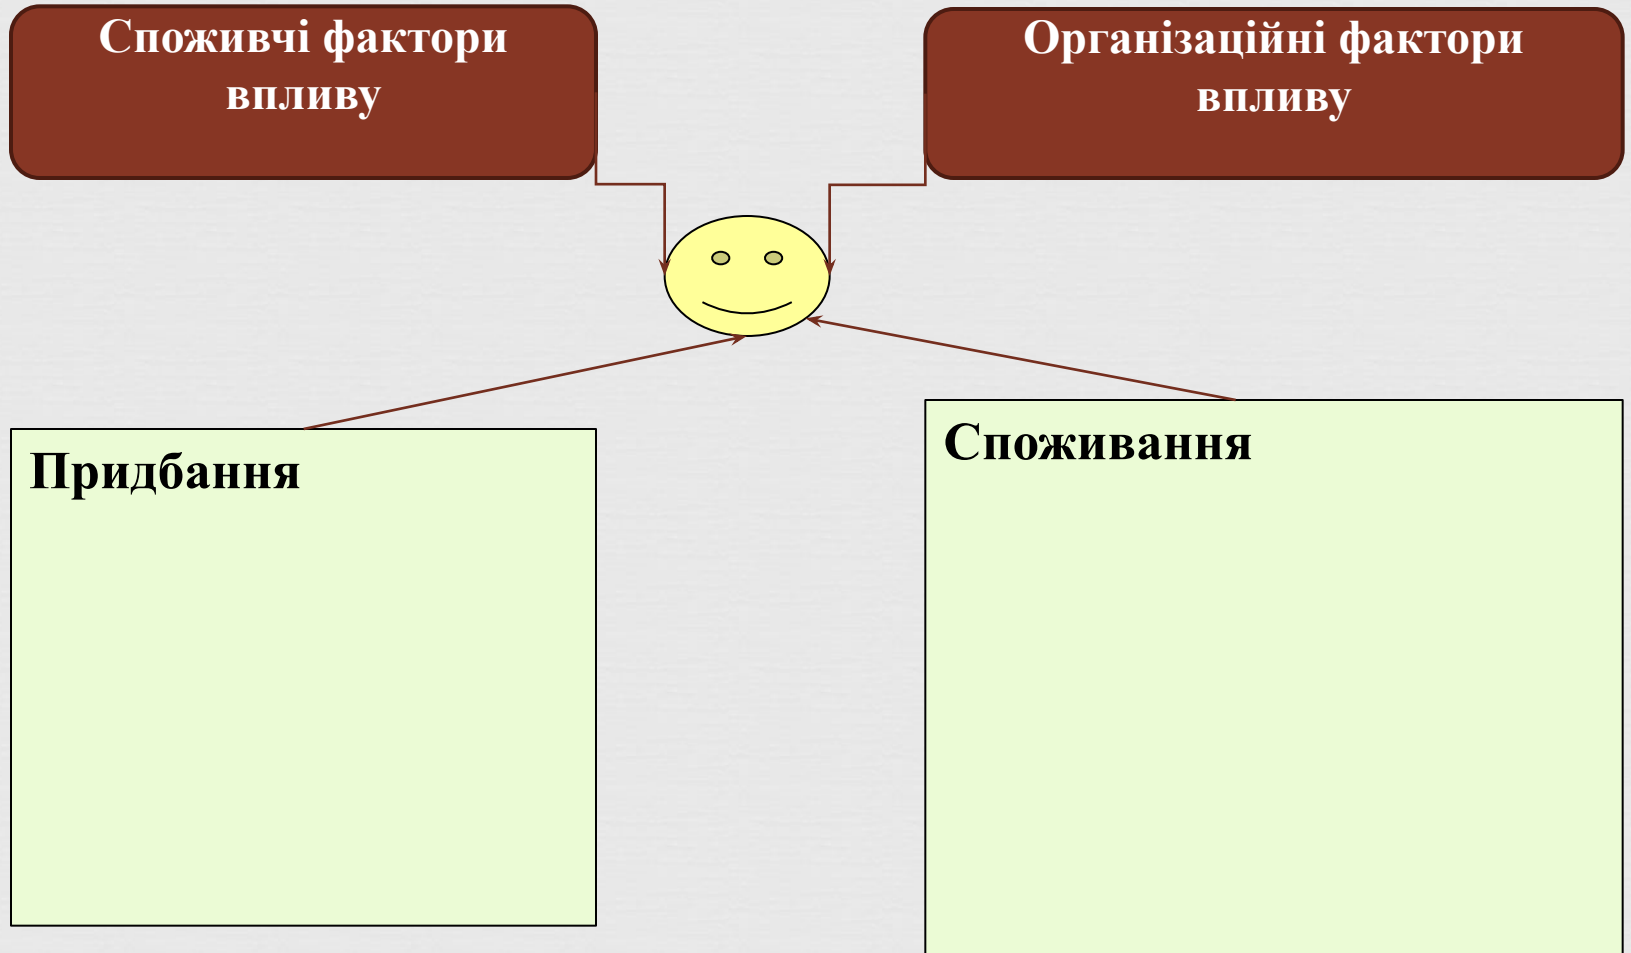 Споживчі фактори
впливу
Організаційні фактори
впливу
Придбання
Споживання